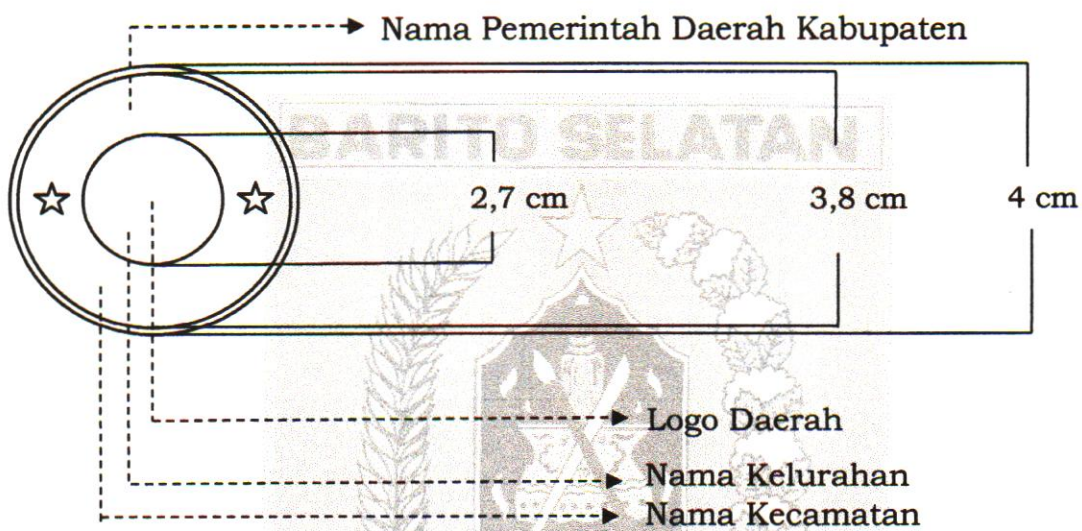 Nama Pemerintah Daerah Kabupaten
BARITO SELATAN
2,7 cm
3,8 cm
4 cm
Logo Daerah
Nama Kelurahan
Nama Kecamatan